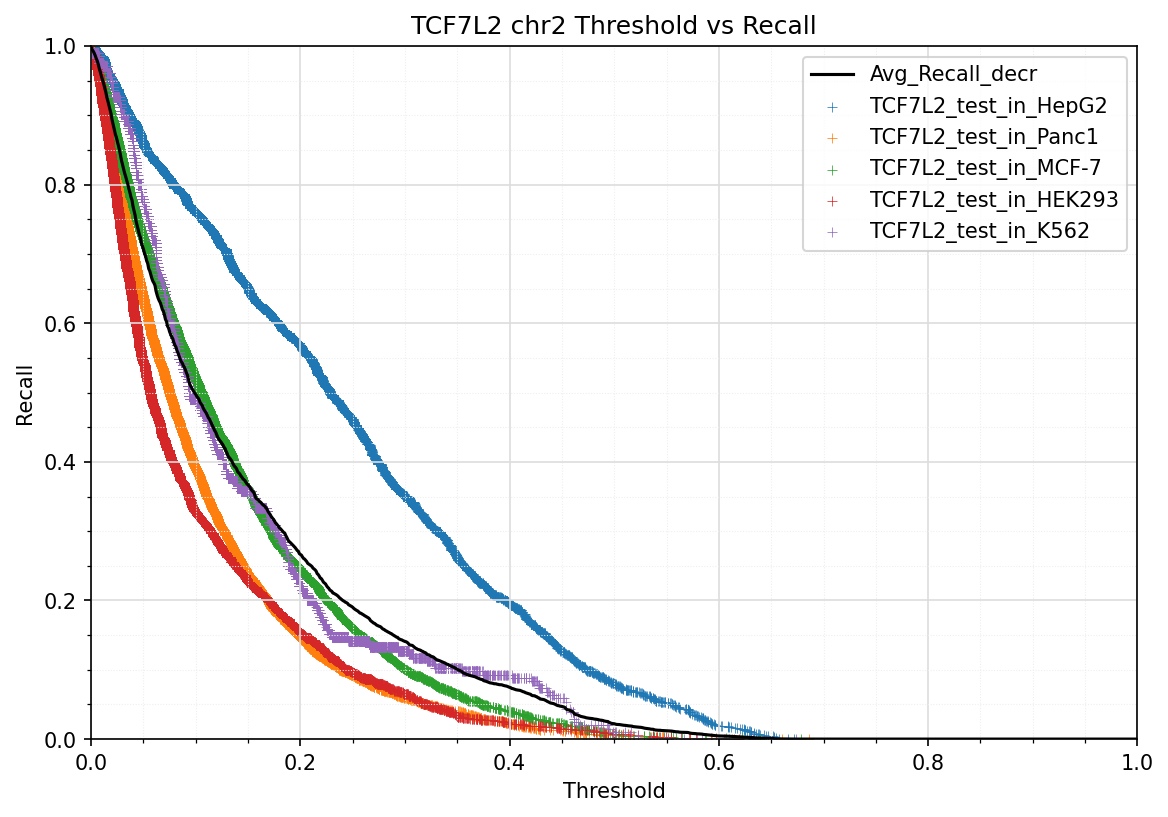 TCF7L2 chr2 Threshold vs Recall
Avg_Recall_decr
TCF7L2_test_in_HepG2
TCF7L2_test_in_Panc1
TCF7L2_test_in_MCF-7
TCF7L2_test_in_HEK293
TCF7L2_test_in_K562
Recall
1.0
0.8
0.6
0.4
0.2
0.0
0.0 0.2 0.4 0.6 0.8 1.0
Threshold